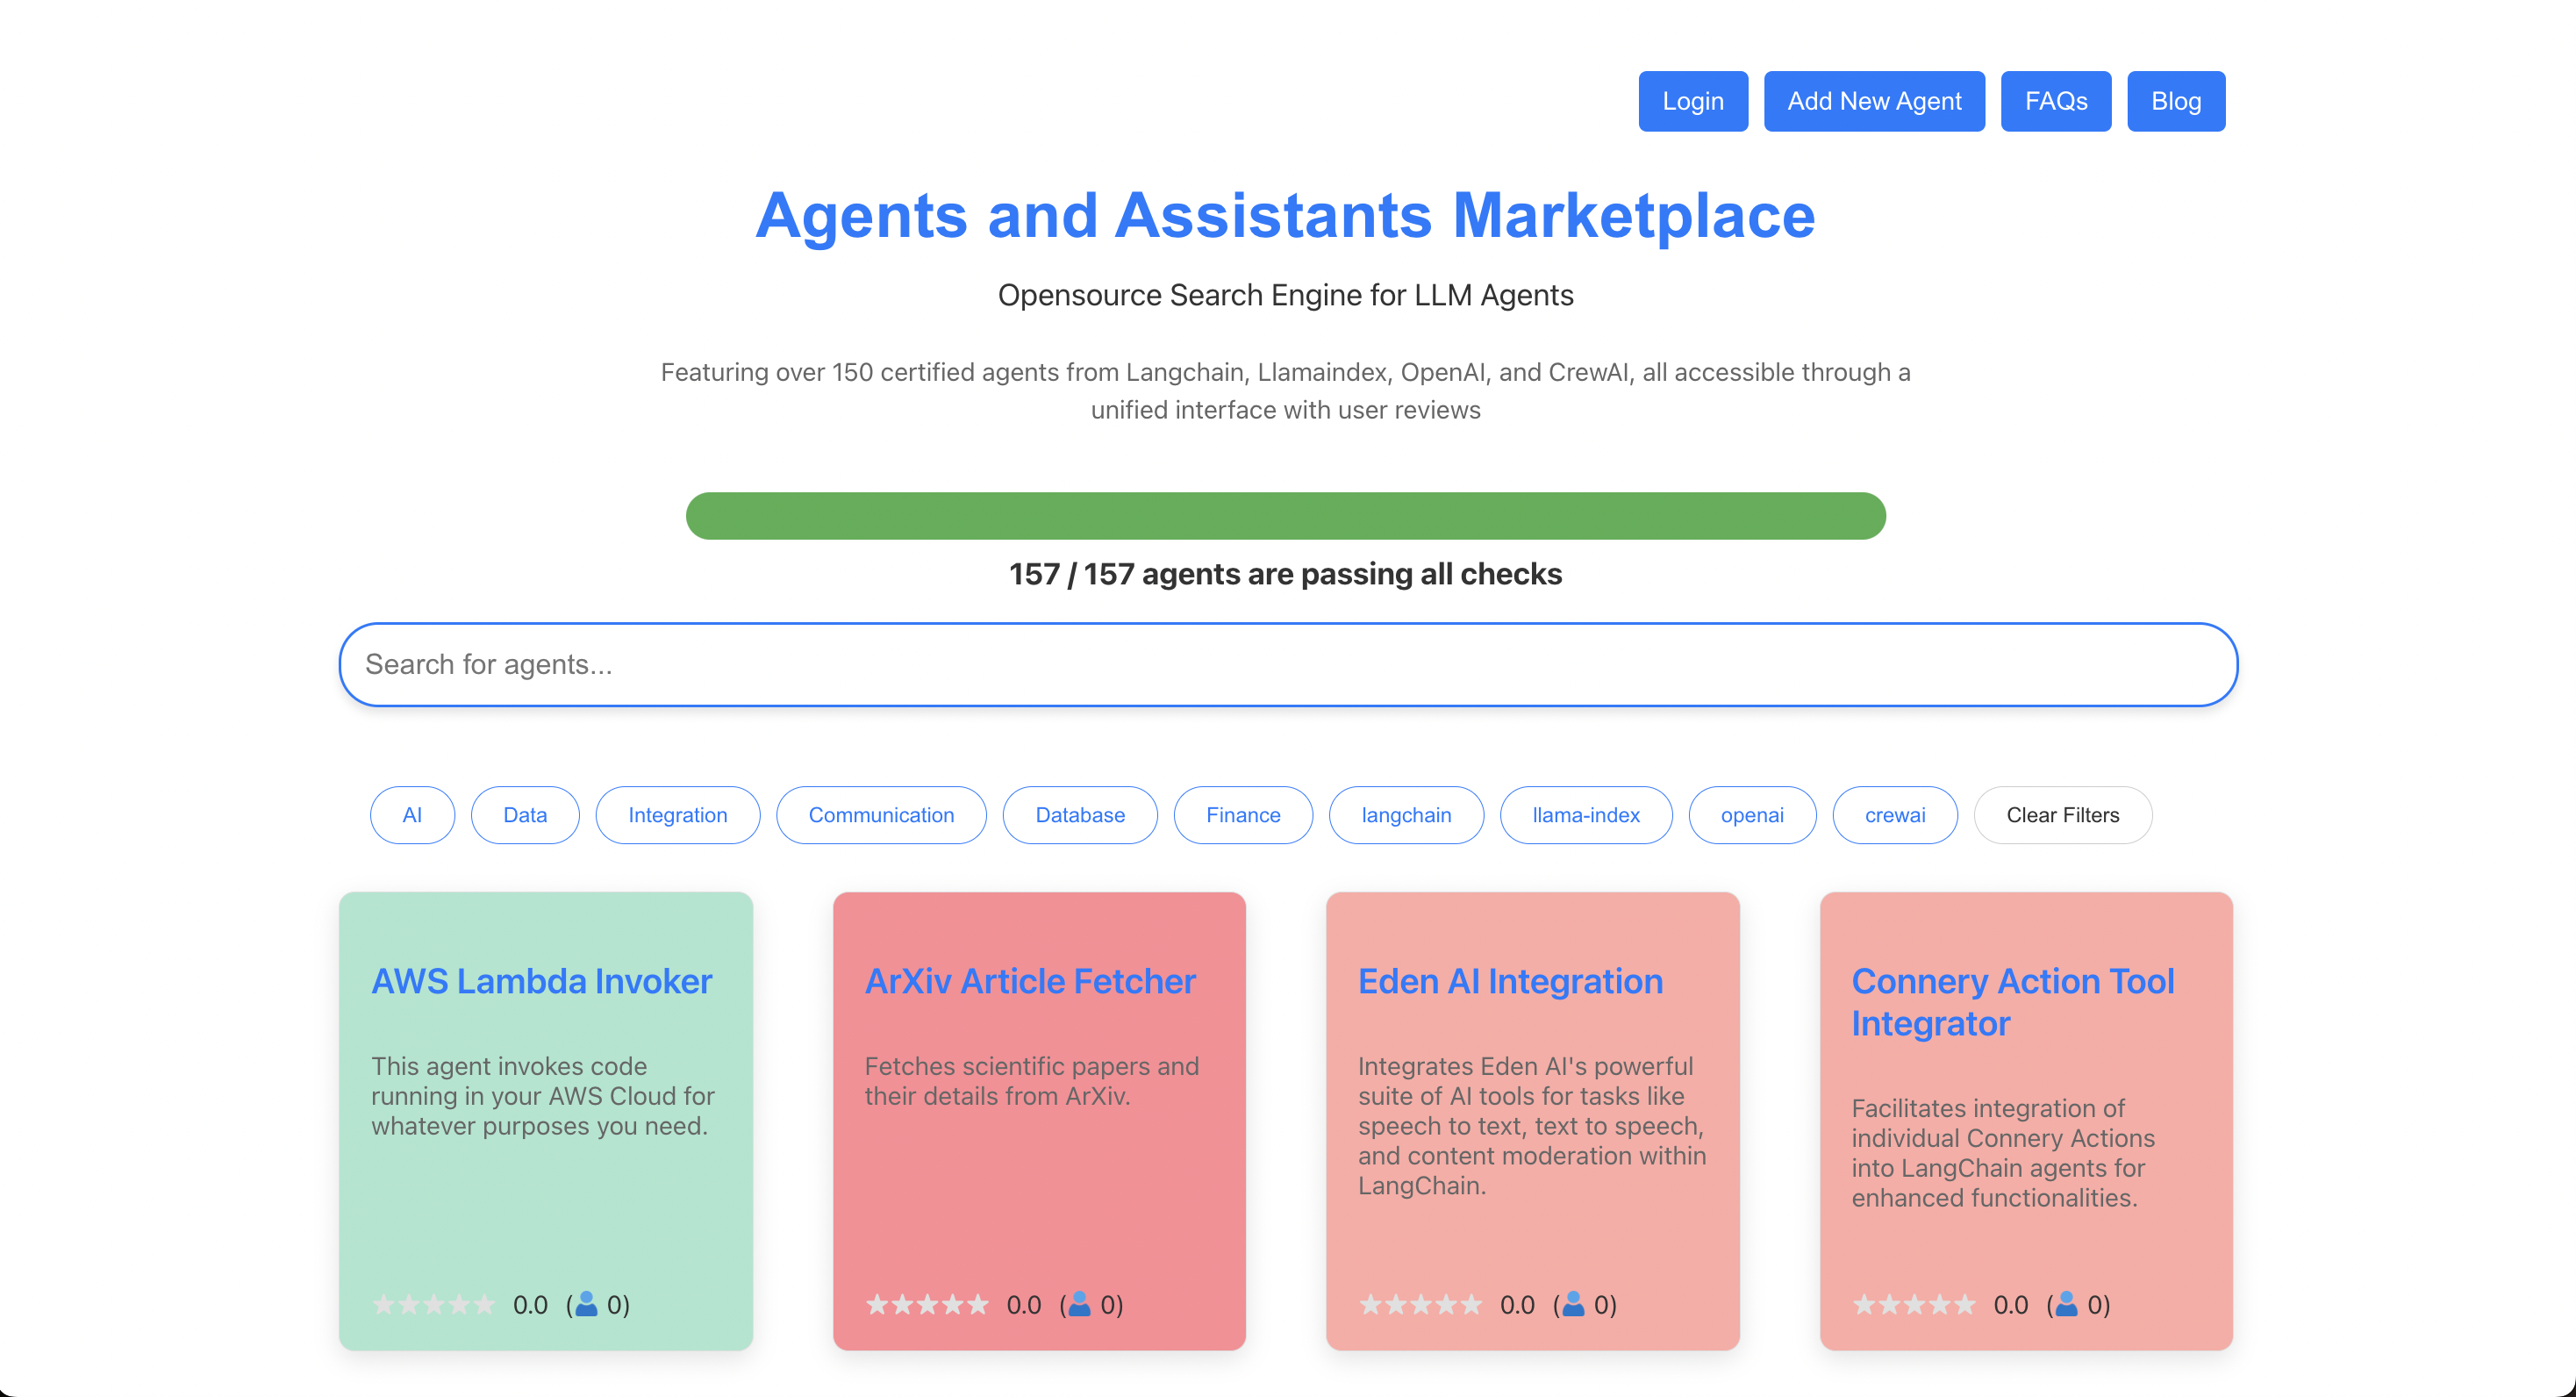 Login Add New Agent FAQs Blog
Agents and Assistants Marketplace
Opensource Search Engine for LLM Agents
Featuring over 150 certified agents from Langchain, Llamaindex, OpenAI, and CrewAI, all accessible through a
unified interface with user reviews
157 / 157 agents are passing all checks
Search for agents...
AI Data Integration Communication Database Finance langchain llama-index openai crewai Clear Filters
AWS Lambda Invoker
This agent invokes code
running in your AWS Cloud for
whatever purposes you need.
0.0 (0)
ArXiv Article Fetcher
Fetches scientific papers and
their details from ArXiv.
0.0 (0)
Eden AI Integration
Integrates Eden AI's powerful
suite of AI tools for tasks like
speech to text, text to speech,
and content moderation within
LangChain.
0.0 (0)
Connery Action Tool
Integrator
Facilitates integration of
individual Connery Actions
into LangChain agents for
enhanced functionalities.
0.0 (0)